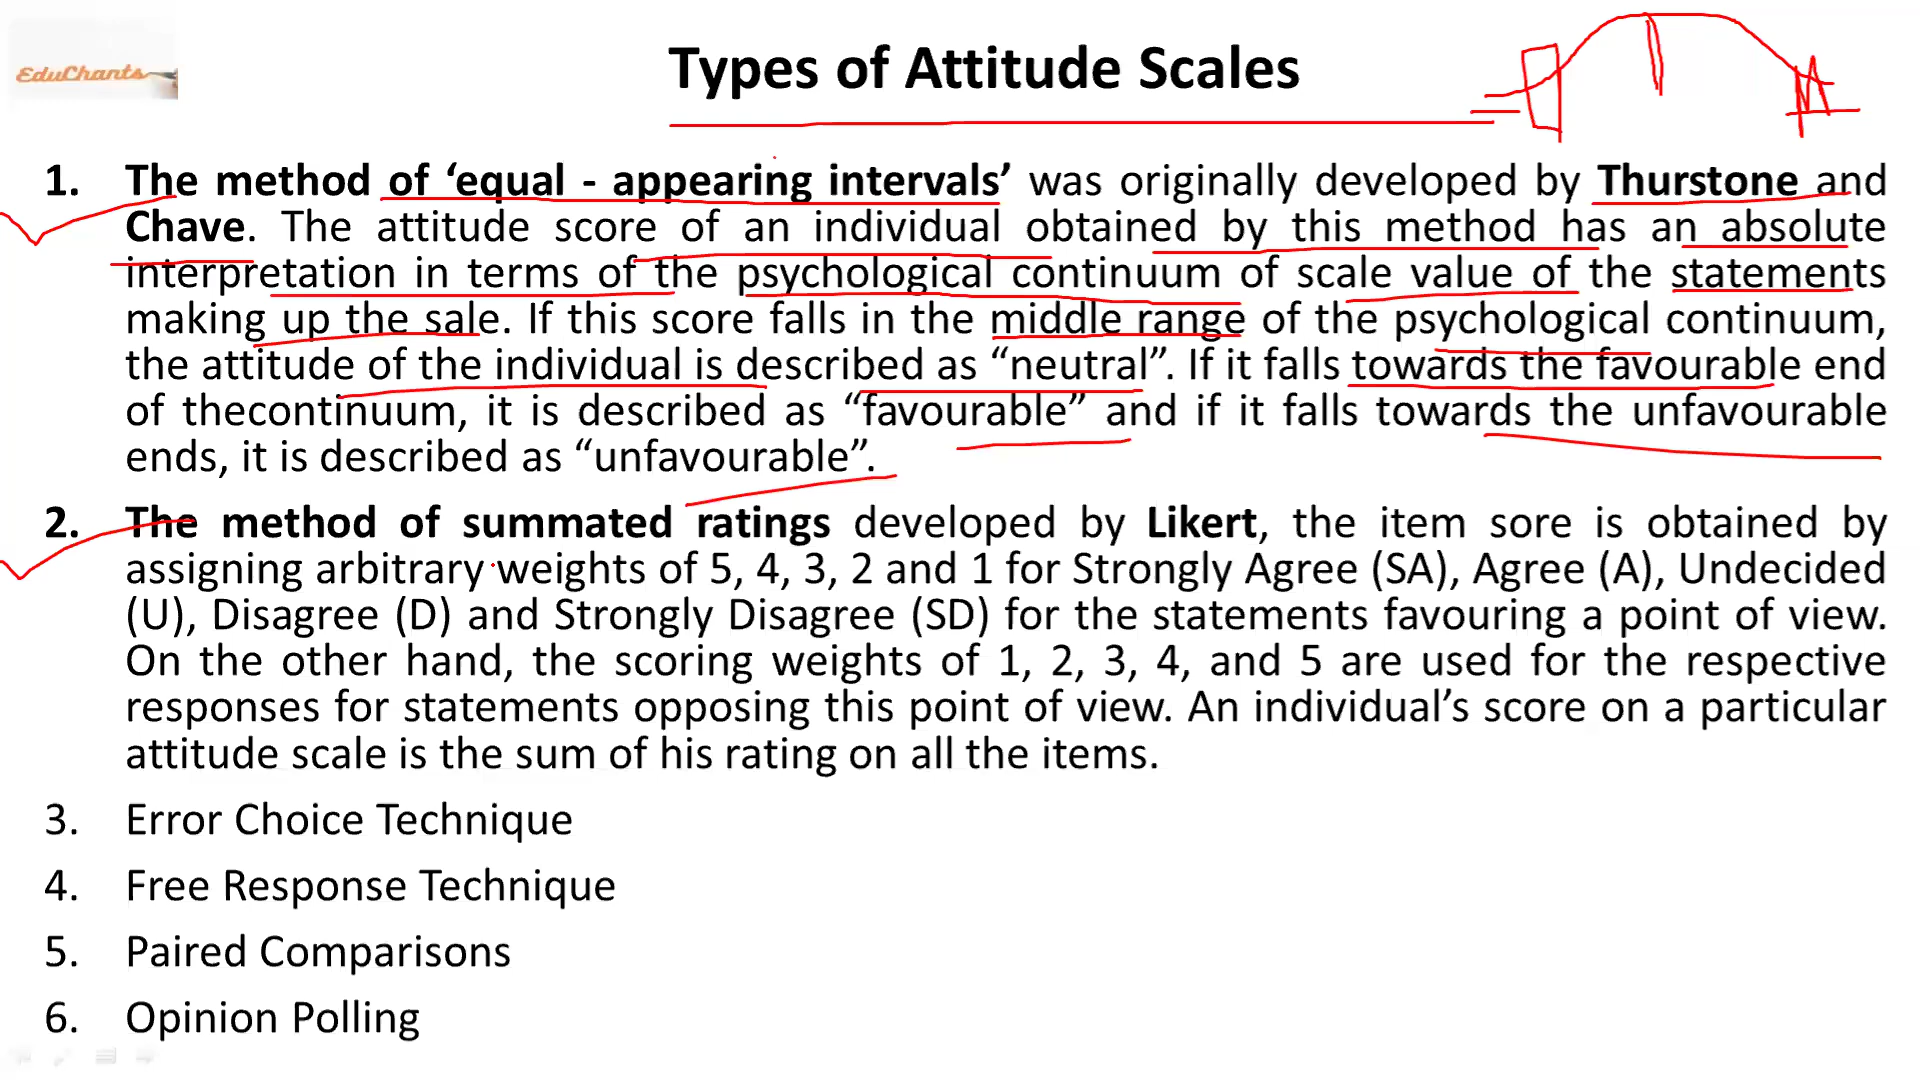 EduChants
Types of Attitude Scales
1. The method of ‘equal - appearing intervals’ was originally developed by Thurstone and
Chave. The attitude score of an individual obtained by this method has an absolute
interpretation in terms of the psychological continuum of scale value of the statements
making up the sale. If this score falls in the middle range of the psychological continuum,
the attitude of the individual is described as “neutral”. If it falls towards the favourable end
of thecontinuum, it is described as “favourable” and if it falls towards the unfavourable
ends, it is described as “unfavourable”.
2. The method of summated ratings developed by Likert, the item sore is obtained by
assigning arbitrary weights of 5, 4, 3, 2 and 1 for Strongly Agree (SA), Agree (A), Undecided
(U), Disagree (D) and Strongly Disagree (SD) for the statements favouring a point of view.
On the other hand, the scoring weights of 1, 2, 3, 4, and 5 are used for the respective
responses for statements opposing this point of view. An individual’s score on a particular
attitude scale is the sum of his rating on all the items.
3. Error Choice Technique
4. Free Response Technique
5. Paired Comparisons
6. Opinion Polling